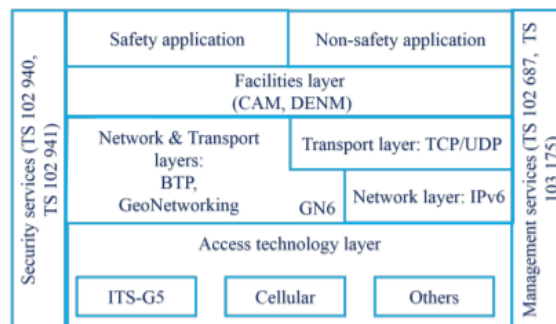 Security services (TS 102 940,
TS 102 941)
Safety application
Non-safety application
Facilities layer
(CAM, DENM)
Network & Transport
layers:
BTP,
GeoNetworking
GN6
Transport layer: TCP/UDP
Network layer: IPv6
Access technology layer
ITS-G5
Cellular
Others
Management services (TS 102 687, TS
103 175)